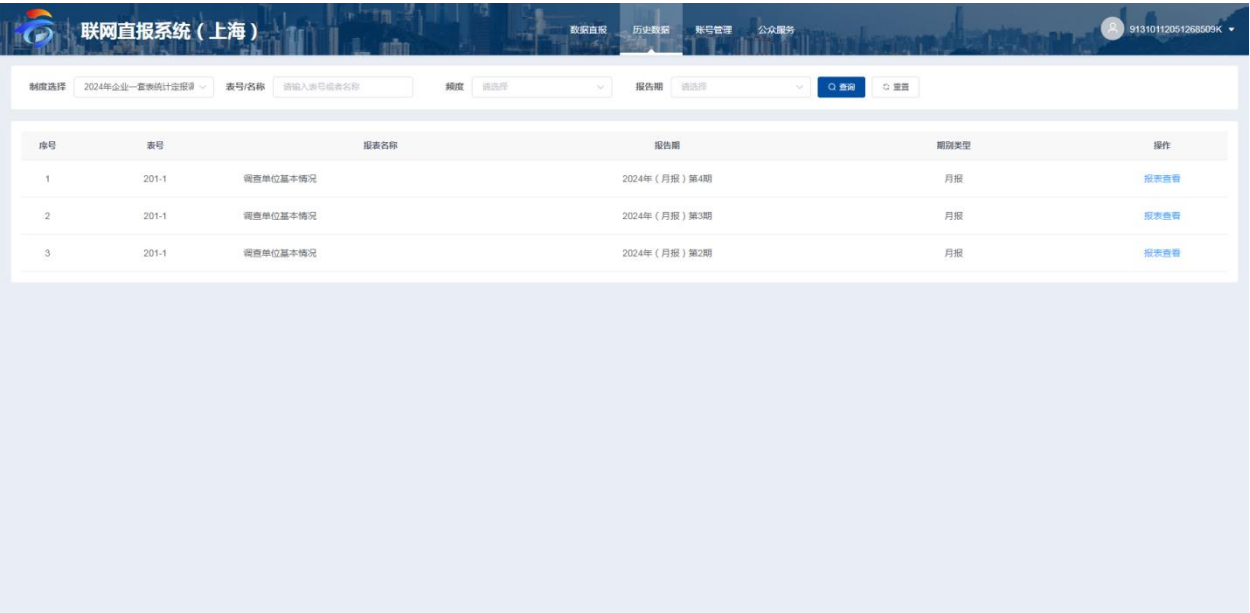 联网直报系统（上海）
数据直报 历史数据 账号管理 公众服务
91310112051268509K
制度选择 2024年企业一套表统计定报 表号/名称 请输入表号或者名称 频度 请选择 报告期 请选择 查询 重置
序号 表号 报表名称 报告期 期别类型 操作
1 201-1 调查单位基本情况 2024年（月报）第4期 月报 报表查看
2 201-1 调查单位基本情况 2024年（月报）第3期 月报 报表查看
3 201-1 调查单位基本情况 2024年（月报）第2期 月报 报表查看